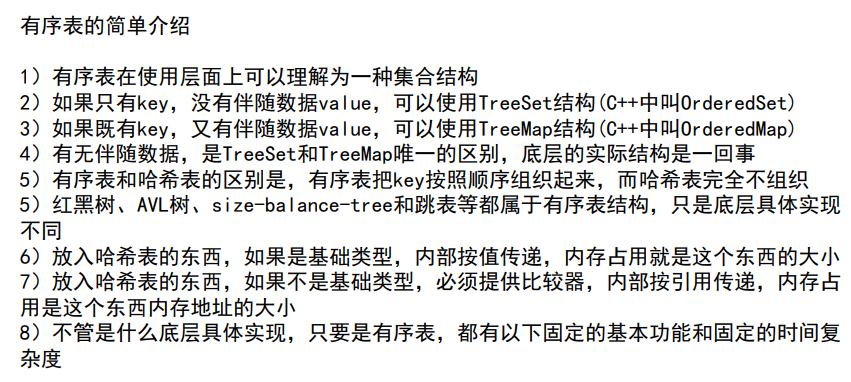 有序表的简单介绍
1）有序表在使用层面上可以理解为一种集合结构
2）如果只有key，没有伴随数据value，可以使用TreeSet结构(C++中叫OrderedSet)
3）如果既有key，又有伴随数据value，可以使用TreeMap结构(C++中叫OrderedMap)
4）有无伴随数据，是TreeSet和TreeMap唯一的区别，底层的实际结构是一回事
5）有序表和哈希表的区别是，有序表把key按照顺序组织起来，而哈希表完全不组织
5）红黑树、AVL树、size-balance-tree和跳表等都属于有序表结构，只是底层具体实现
不同
6）放入哈希表的东西，如果是基础类型，内部按值传递，内存占用就是这个东西的大小
7）放入哈希表的东西，如果不是基础类型，必须提供比较器，内部按引用传递，内存占
用是这个东西内存地址的大小
8）不管是什么底层具体实现，只要是有序表，都有以下固定的基本功能和固定的时间复
杂度